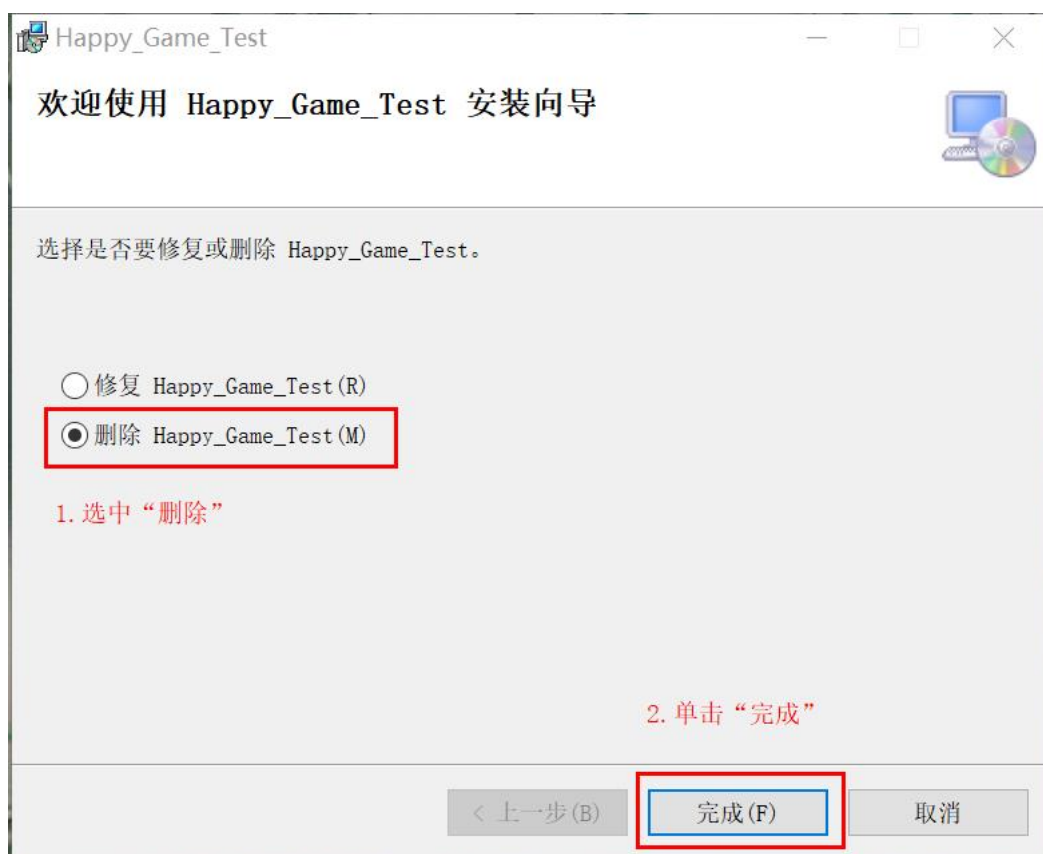 Happy_Game_Test
欢迎使用 Happy_Game_Test 安装向导
选择是否要修复或删除 Happy_Game_Test。
修复 Happy_Game_Test(R)
删除 Happy_Game_Test(M)
1.选中“删除”
2.单击“完成”
< 上一步(B)
完成(F)
取消